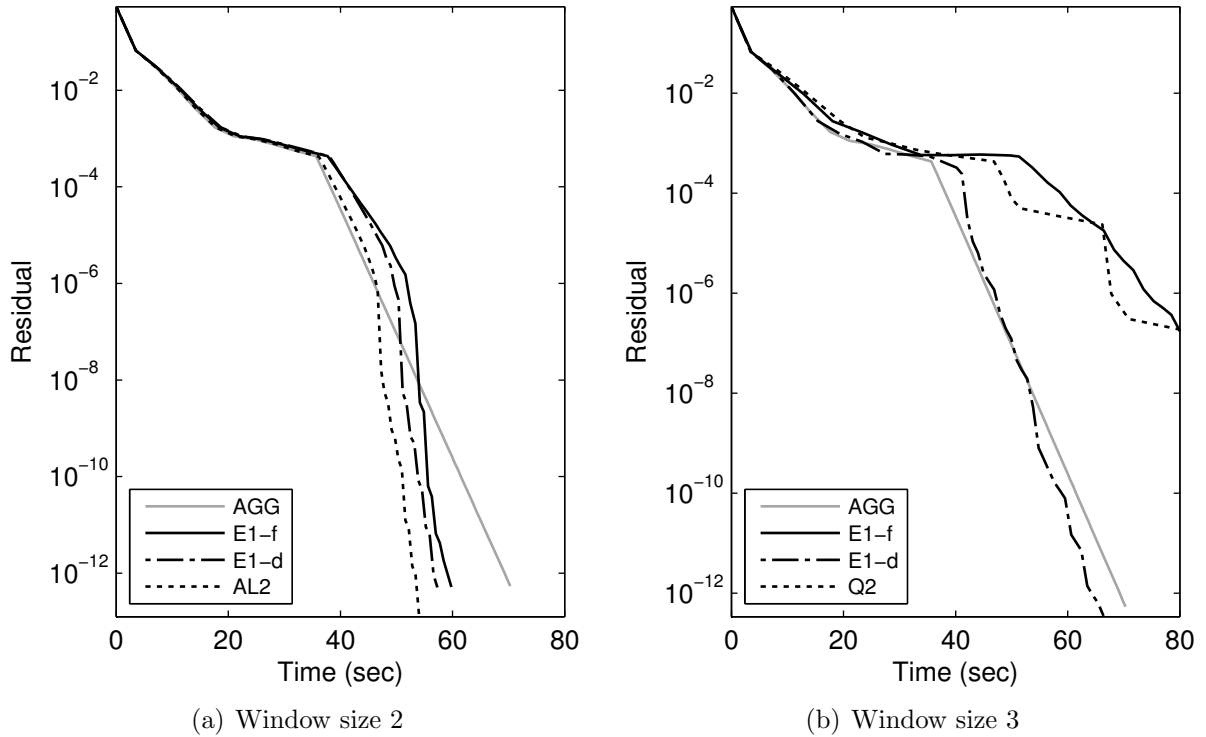 10^−2
10^−4
10^−6
10^−8
10^−10
10^−12
Residual
0 20 40 60 80
Time (sec)
AGG
E1−f
E1−d
AL2
(a) Window size 2
10^−2
10^−4
10^−6
10^−8
10^−10
10^−12
Residual
0 20 40 60 80
Time (sec)
AGG
E1−f
E1−d
Q2
(b) Window size 3